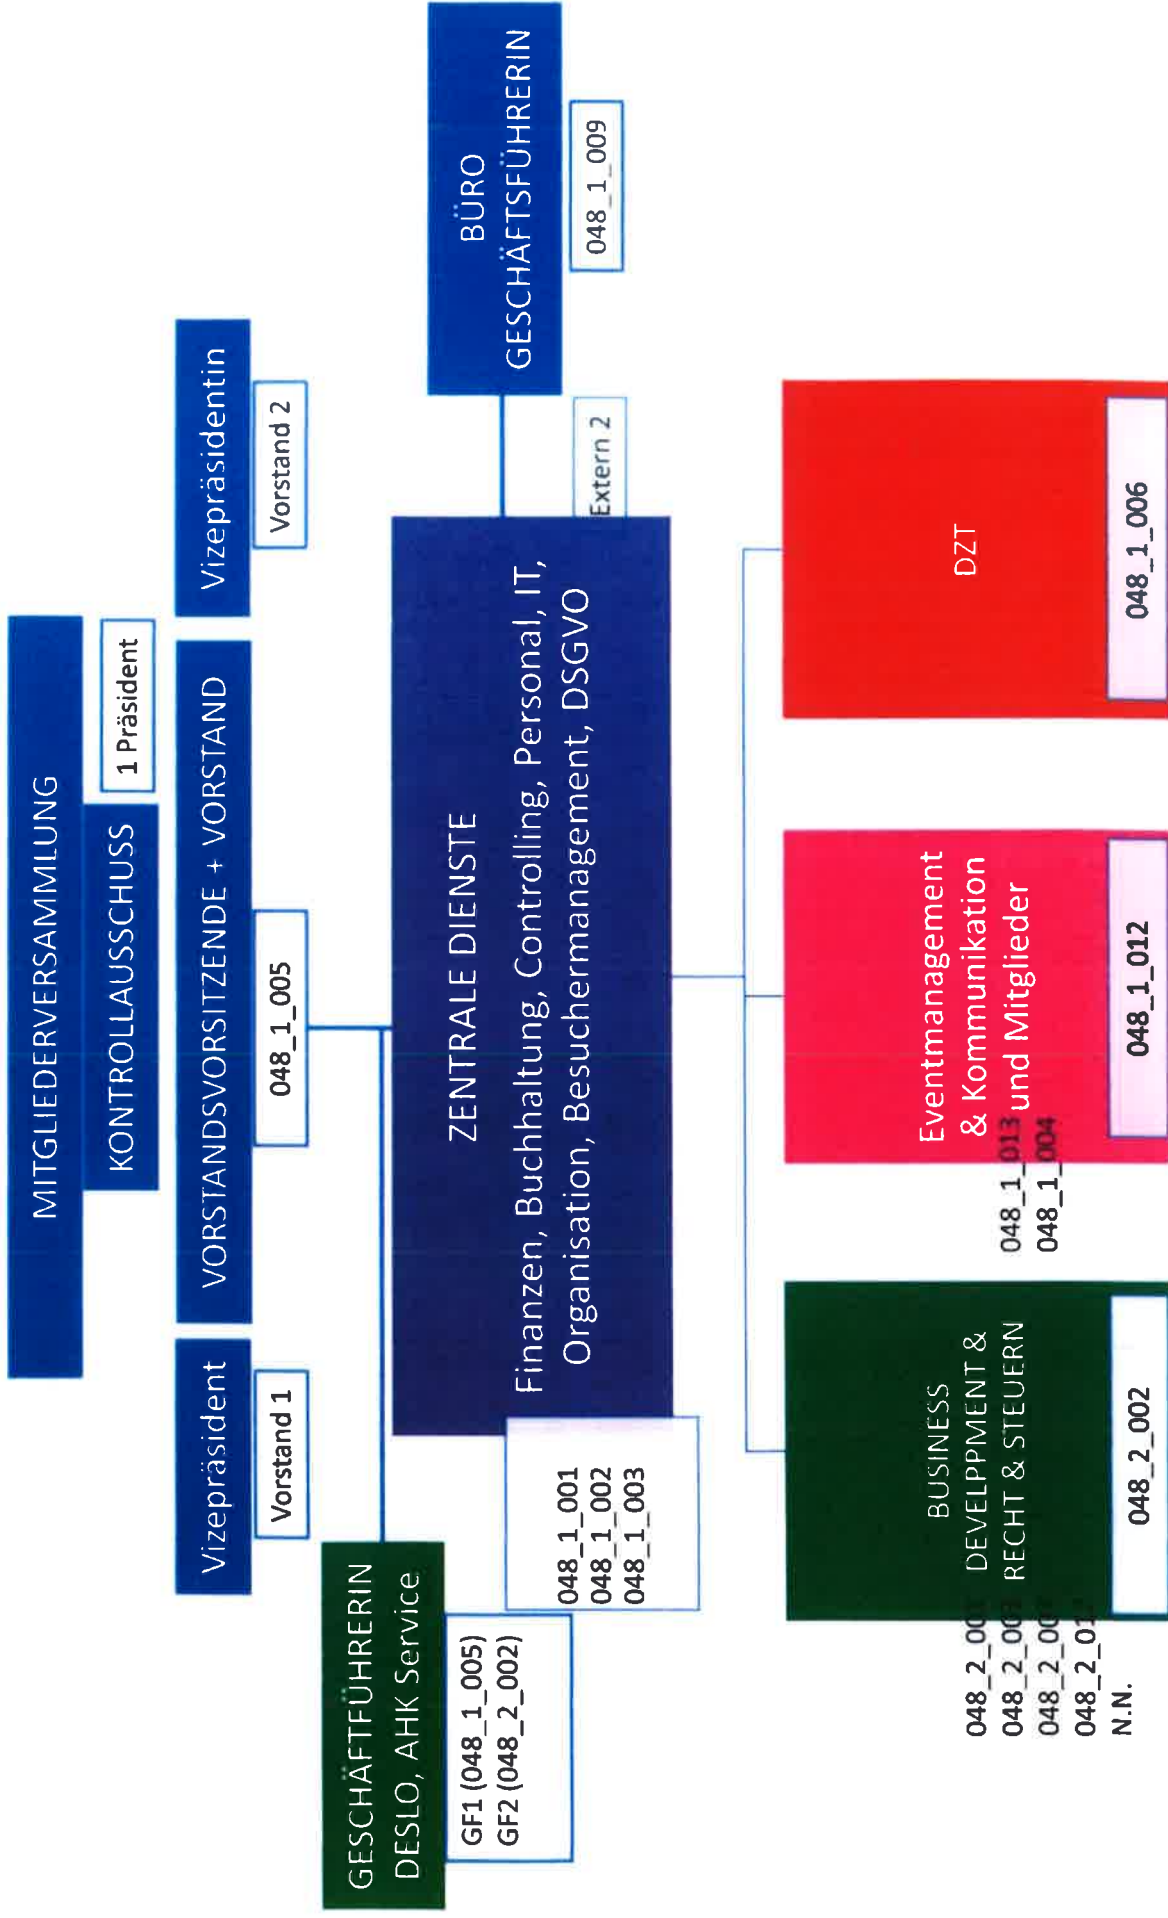 MITGLIEDERVERSAMMLUNG
KONTROLLAUSSCHUSS
1 Präsident
Vizepräsident
Vorstand 1
VORSTANDSVORSITZENDE + VORSTAND
048_1_005
Vizepräsidentin
Vorstand 2
GESCHÄFTFÜHRERIN
DESLO, AHK Service
GF1 (048_1_005)
GF2 (048_2_002)
ZENTRALE DIENSTE
Finanzen, Buchhaltung, Controlling, Personal, IT,
Organisation, Besuchermanagement, DSGVO
048_1_001
048_1_002
048_1_003
Extern 2
BÜRO
GESCHÄFTSFÜHRERIN
048_1_009
BUSINESS
DEVELPPMENT &
RECHT & STEUERN
048_2_002
N.N.
Eventmanagement
& Kommunikation
und Mitglieder
048_1_013
048_1_004
048_1_012
DZT
048_1_006